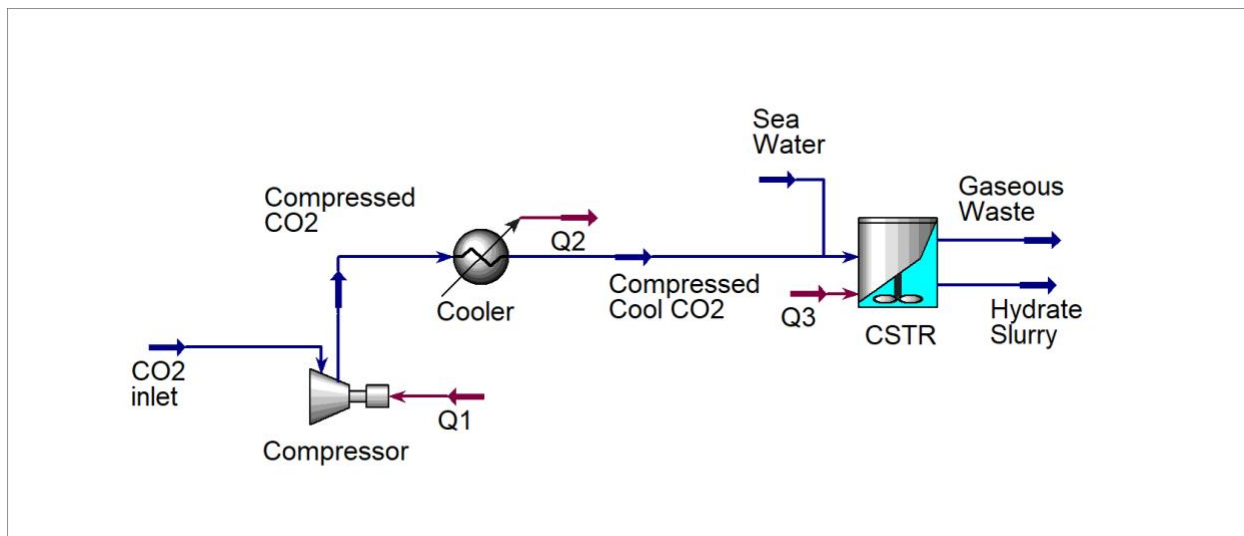 Sea
Water
Gaseous
Waste
Compressed
CO2
Q2
Cooler
Compressed
Cool CO2
Q3
CSTR
Hydrate
Slurry
CO2
inlet
Q1
Compressor